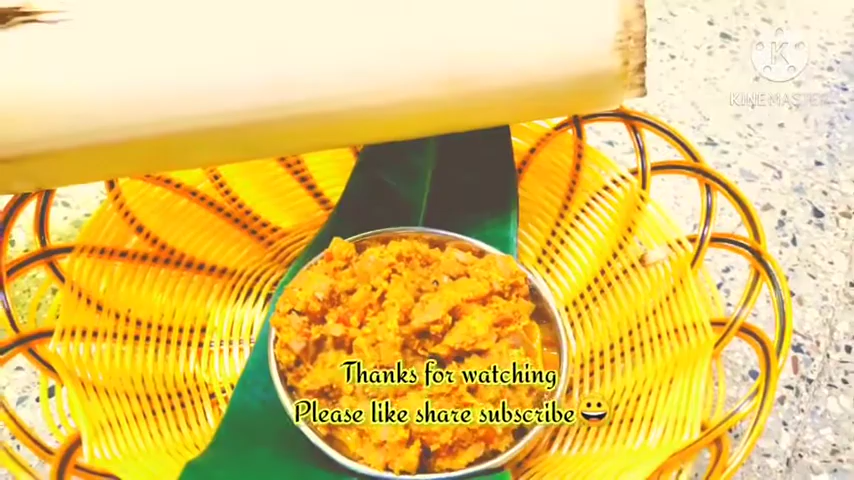 K
KINEMASTER
Thanks for watching
Please like share subscribe 😀